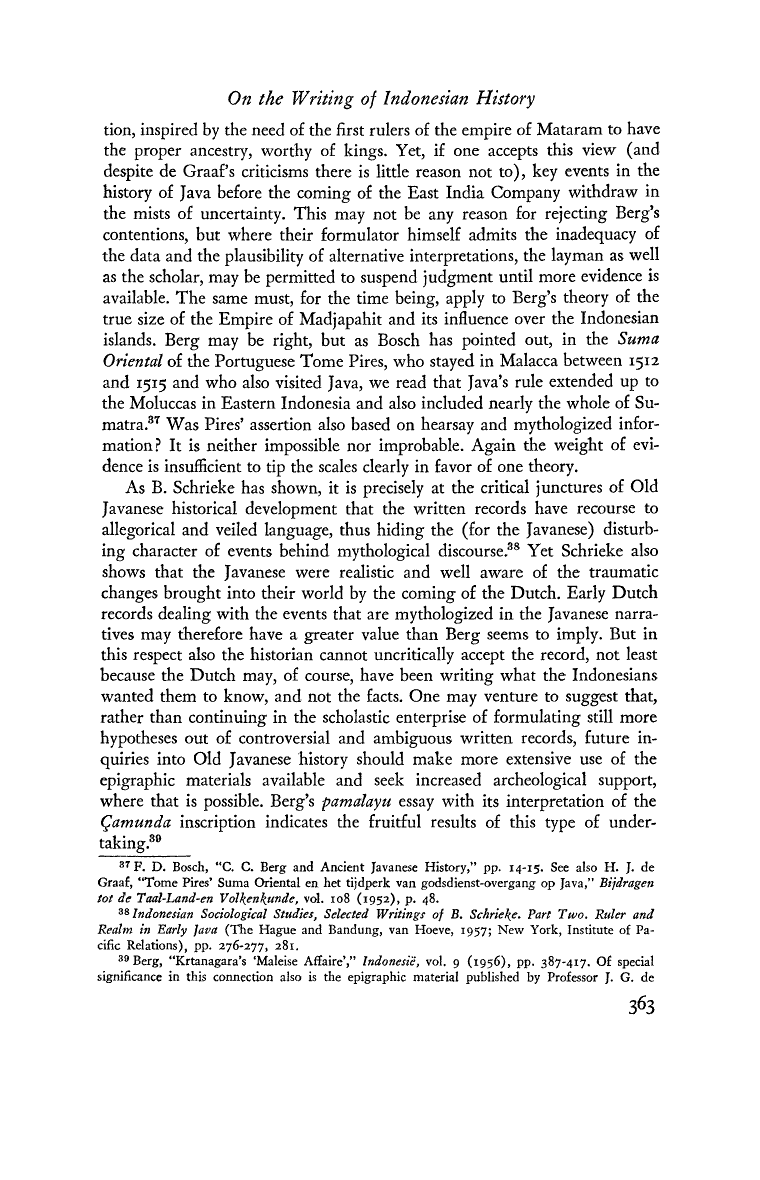 On the Writing of Indonesian History
tion, inspired by the need of the first rulers of the empire of Mataram to have
the proper ancestry, worthy of kings. Yet, if one accepts this view (and
despite de Graaf's criticisms there is little reason not to), key events in the
history of Java before the coming of the East India Company withdraw in
the mists of uncertainty. This may not be any reason for rejecting Berg's
contentions, but where their formulator himself admits the inadequacy of
the data and the plausibility of alternative interpretations, the layman as well
as the scholar, may be permitted to suspend judgment until more evidence is
available. The same must, for the time being, apply to Berg's theory of the
true size of the Empire of Madjapahit and its influence over the Indonesian
islands. Berg may be right, but as Bosch has pointed out, in the Suma
Oriental of the Portuguese Tome Pires, who stayed in Malacca between 1512
and 1515 and who also visited Java, we read that Java's rule extended up to
the Moluccas in Eastern Indonesia and also included nearly the whole of Su-
matra.37 Was Pires' assertion also based on hearsay and mythologized infor-
mation? It is neither impossible nor improbable. Again the weight of evi-
dence is insufficient to tip the scales clearly in favor of one theory.
As B. Schrieke has shown, it is precisely at the critical junctures of Old
Javanese historical development that the written records have recourse to
allegorical and veiled language, thus hiding the (for the Javanese) disturb-
ing character of events behind mythological discourse.38 Yet Schrieke also
shows that the Javanese were realistic and well aware of the traumatic
changes brought into their world by the coming of the Dutch. Early Dutch
records dealing with the events that are mythologized in the Javanese narra-
tives may therefore have a greater value than Berg seems to imply. But in
this respect also the historian cannot uncritically accept the record, not least
because the Dutch may, of course, have been writing what the Indonesians
wanted them to know, and not the facts. One may venture to suggest that,
rather than continuing in the scholastic enterprise of formulating still more
hypotheses out of controversial and ambiguous written records, future in-
quiries into Old Javanese history should make more extensive use of the
epigraphic materials available and seek increased archeological support,
where that is possible. Berg's pamalayu essay with its interpretation of the
Çamunda inscription indicates the fruitful results of this type of under-
taking.39
37 F. D. Bosch, "C. C. Berg and Ancient Javanese History," pp. 14-15. See also H. J. de
Graaf, "Tome Pires' Suma Oriental en het tijdperk van godsdienst-overgang op Java," Bijdragen
tot de Taal-Land-en Volkenkunde, vol. 108 (1952), p. 48.
38 Indonesian Sociological Studies, Selected Writings of B. Schrieke. Part Two. Ruler and
Realm in Early Java (The Hague and Bandung, van Hoeve, 1957; New York, Institute of Pa-
cific Relations), pp. 276-277, 281.
39 Berg, "Krtanagara's 'Maleise Affaire'," Indonesië, vol. 9 (1956), pp. 387-417. Of special
significance in this connection also is the epigraphic material published by Professor J. G. de
363